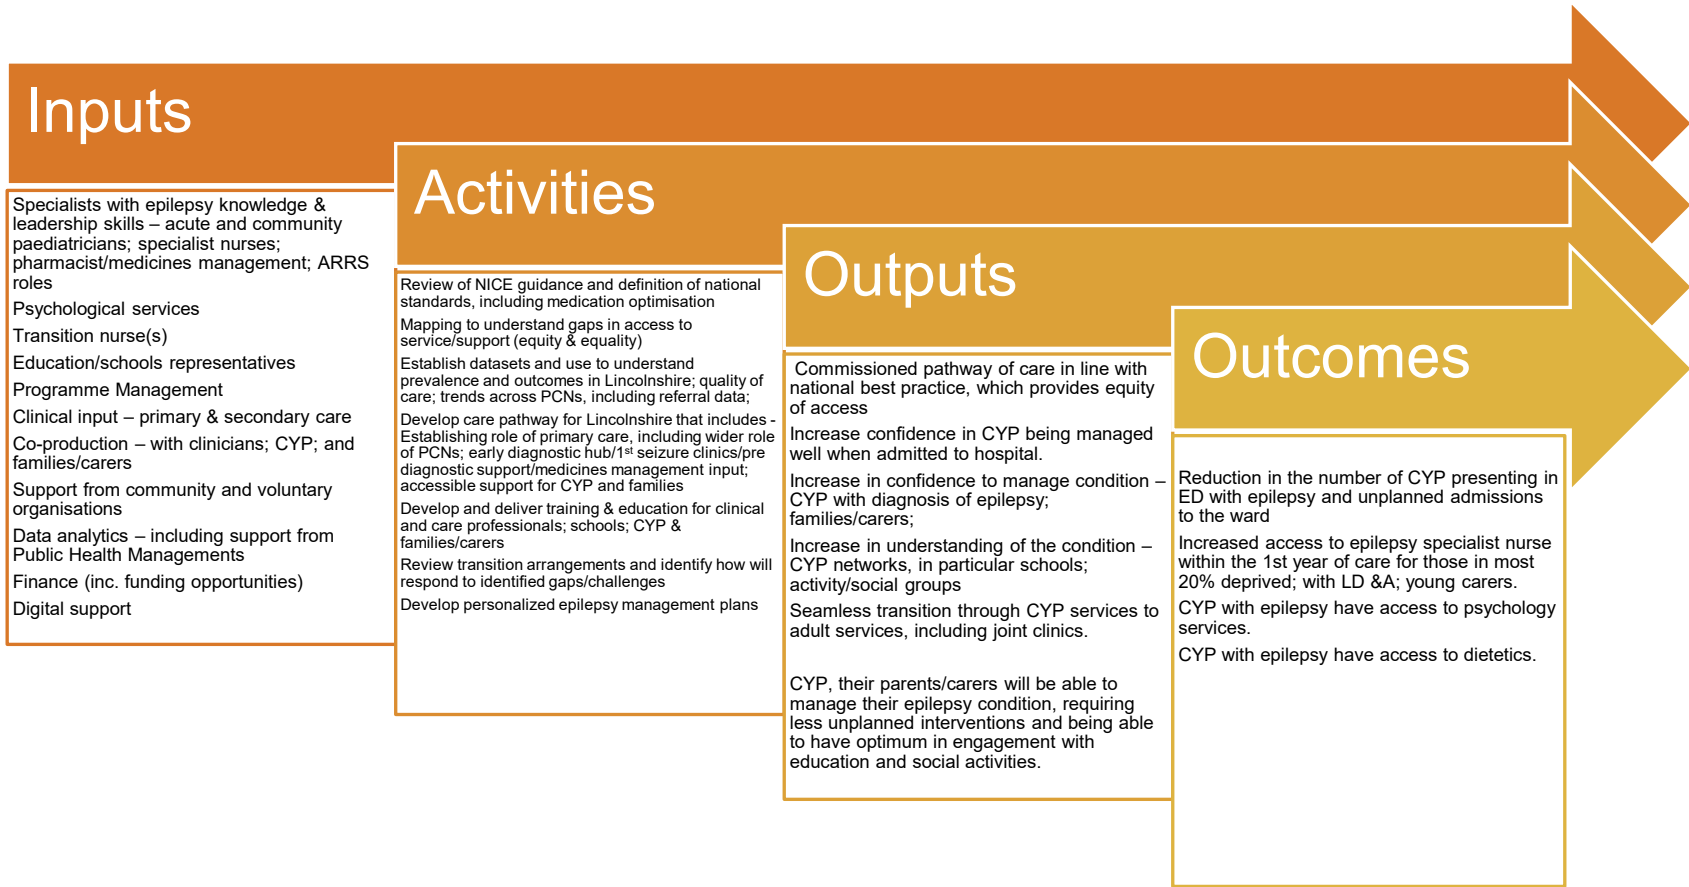 Inputs
Specialists with epilepsy knowledge &
leadership skills – acute and community
paediatricians; specialist nurses;
pharmacist/medicines management; ARRS
roles
Psychological services
Transition nurse(s)
Education/schools representatives
Programme Management
Clinical input – primary & secondary care
Co-production – with clinicians; CYP; and
families/carers
Support from community and voluntary
organisations
Data analytics – including support from
Public Health Managements
Finance (inc. funding opportunities)
Digital support
Activities
Review of NICE guidance and definition of national
standards, including medication optimisation
Mapping to understand gaps in access to
service/support (equity & equality)
Establish datasets and use to understand
prevalence and outcomes in Lincolnshire; quality of
care; trends across PCNs, including referral data;
Develop care pathway for Lincolnshire that includes -
Establishing role of primary care, including wider role
of PCNs; early diagnostic hub/1st seizure clinics/pre
diagnostic support/medicines management input;
accessible support for CYP and families
Develop and deliver training & education for clinical
and care professionals; schools; CYP &
families/carers
Review transition arrangements and identify how will
respond to identified gaps/challenges
Develop personalized epilepsy management plans
Outputs
Commissioned pathway of care in line with
national best practice, which provides equity
of access
Increase confidence in CYP being managed
well when admitted to hospital.
Increase in confidence to manage condition –
CYP with diagnosis of epilepsy;
families/carers;
Increase in understanding of the condition –
CYP networks, in particular schools;
activity/social groups
Seamless transition through CYP services to
adult services, including joint clinics.
CYP, their parents/carers will be able to
manage their epilepsy condition, requiring
less unplanned interventions and being able
to have optimum in engagement with
education and social activities.
Outcomes
Reduction in the number of CYP presenting in
ED with epilepsy and unplanned admissions
to the ward
Increased access to epilepsy specialist nurse
within the 1st year of care for those in most
20% deprived; with LD &A; young carers.
CYP with epilepsy have access to psychology
services.
CYP with epilepsy have access to dietetics.